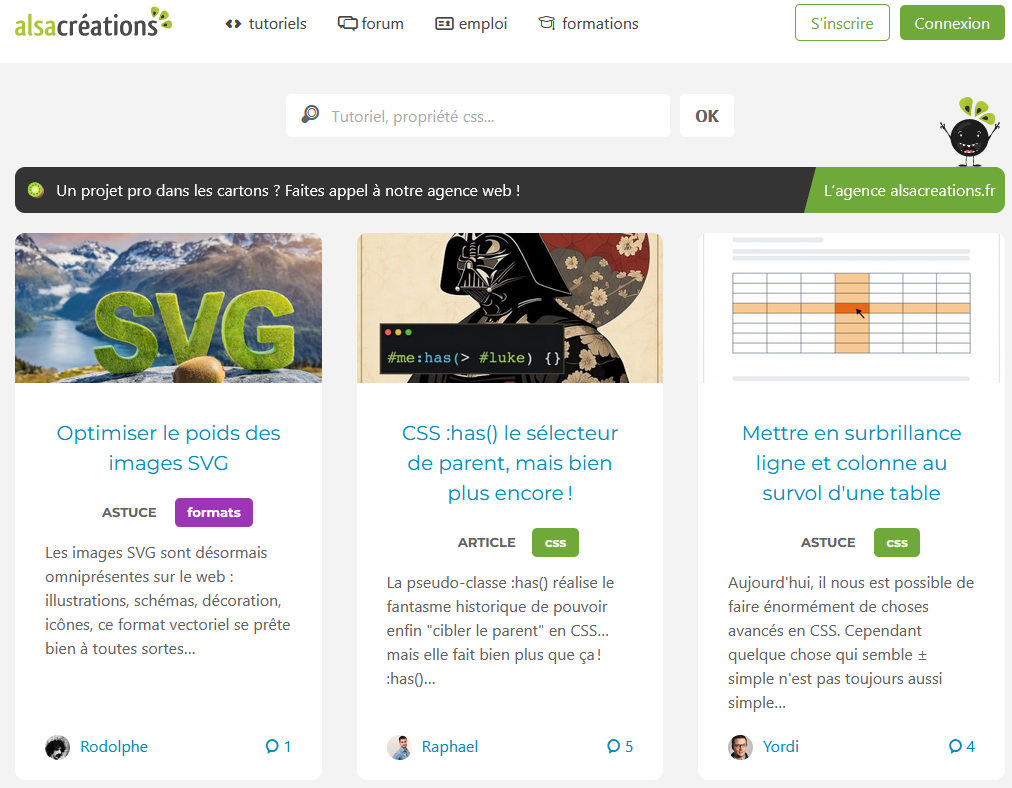 alsacréations
tutoriels
forum
emploi
formations
S'inscrire
Connexion
Tutoriel, propriété css...
OK
Un projet pro dans les cartons ? Faites appel à notre agence web !
L'agence alsacreations.fr
SVG
Optimiser le poids des
images SVG
ASTUCE
formats
Les images SVG sont désormais
omniprésentes sur le web :
illustrations, schémas, décoration,
icônes, ce format vectoriel se prête
bien à toutes sortes...
Rodolphe
1
#me:has(> #luke) {}
CSS :has() le sélecteur
de parent, mais bien
plus encore !
ARTICLE
css
La pseudo-classe :has() réalise le
fantasme historique de pouvoir
enfin "cibler le parent" en CSS...
mais elle fait bien plus que ça !
:has()...
Raphael
5
Mettre en surbrillance
ligne et colonne au
survol d'une table
ASTUCE
css
Aujourd'hui, il nous est possible de
faire énormément de choses
avancés en CSS. Cependant
quelque chose qui semble ±
simple n'est pas toujours aussi
simple...
Yordi
4